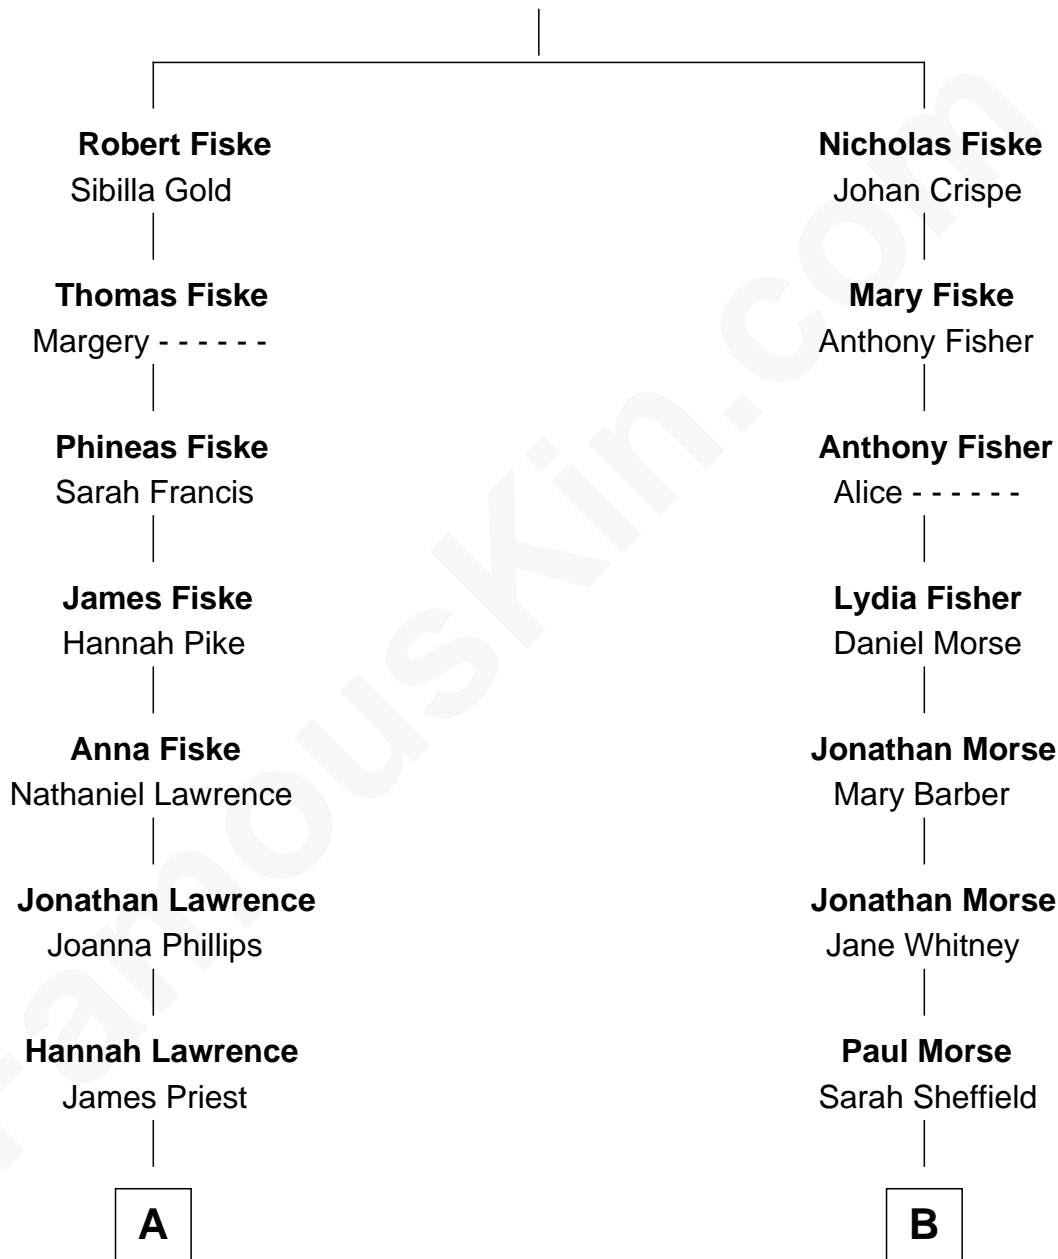 Robert Fiske
Sibilla Gold
Thomas Fiske
Margery - - - - - -
Phineas Fiske
Sarah Francis
James Fiske
Hannah Pike
Anna Fiske
Nathaniel Lawrence
Jonathan Lawrence
Joanna Phillips
Hannah Lawrence
James Priest
A
Nicholas Fiske
Johan Crispe
Mary Fiske
Anthony Fisher
Anthony Fisher
Alice - - - - - -
Lydia Fisher
Daniel Morse
Jonathan Morse
Mary Barber
Jonathan Morse
Jane Whitney
Paul Morse
Sarah Sheffield
B
FamousKin.com